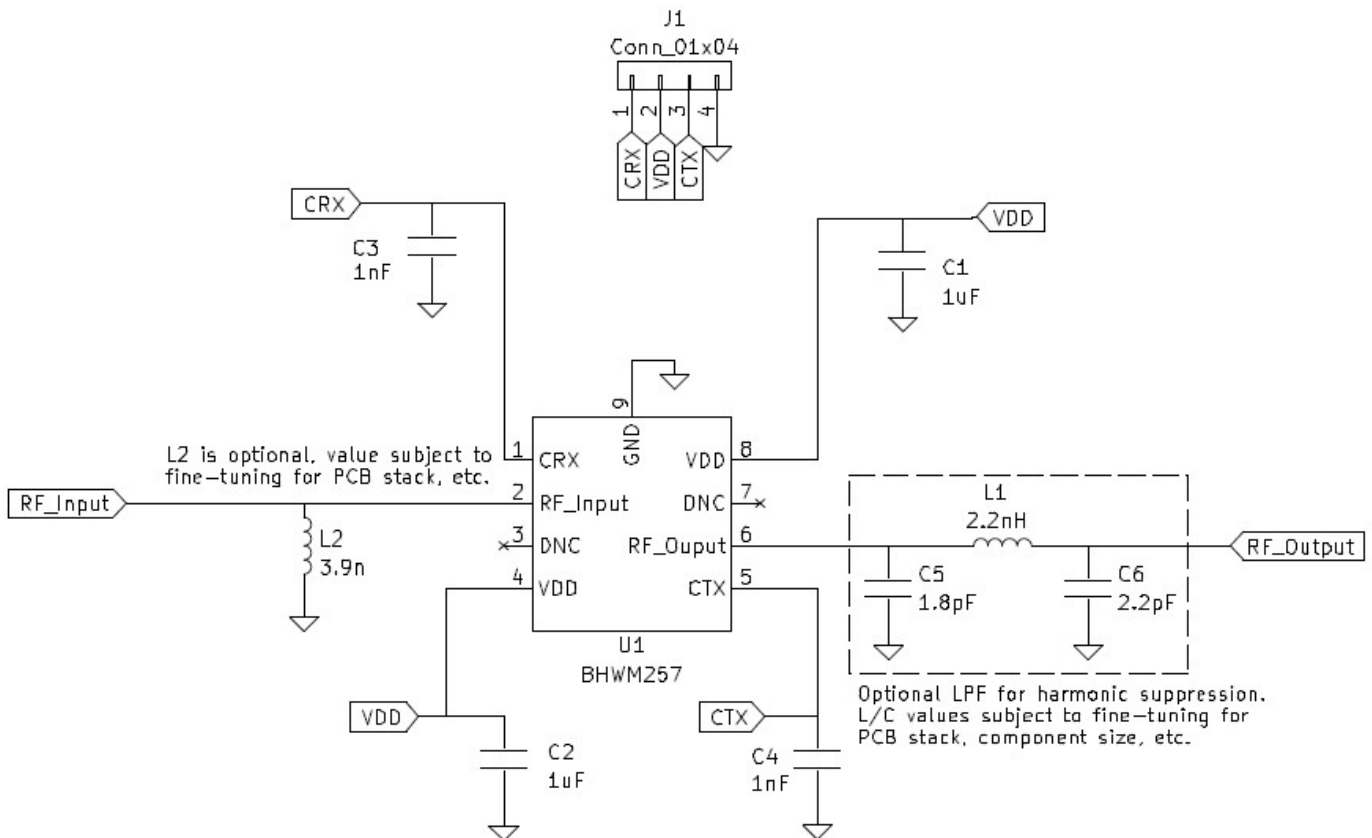 J1
Conn_01x04
1 2 3 4
CRX VDD CTX
CRX
C3
1nF
VDD
C1
1uF
9
GND
L2 is optional, value subject to
fine-tuning for PCB stack, etc.
1 CRX
VDD 8
RF_Input
2 RF_Input
DNC 7
L2
3.9n
3 DNC
RF_Ouput 6
L1
2.2nH
RF_Output
4 VDD
CTX 5
C5
1.8pF
C6
2.2pF
U1
BHWM257
Optional LPF for harmonic suppression.
L/C values subject to fine-tuning for
PCB stack, component size, etc.
VDD
C2
1uF
CTX
C4
1nF